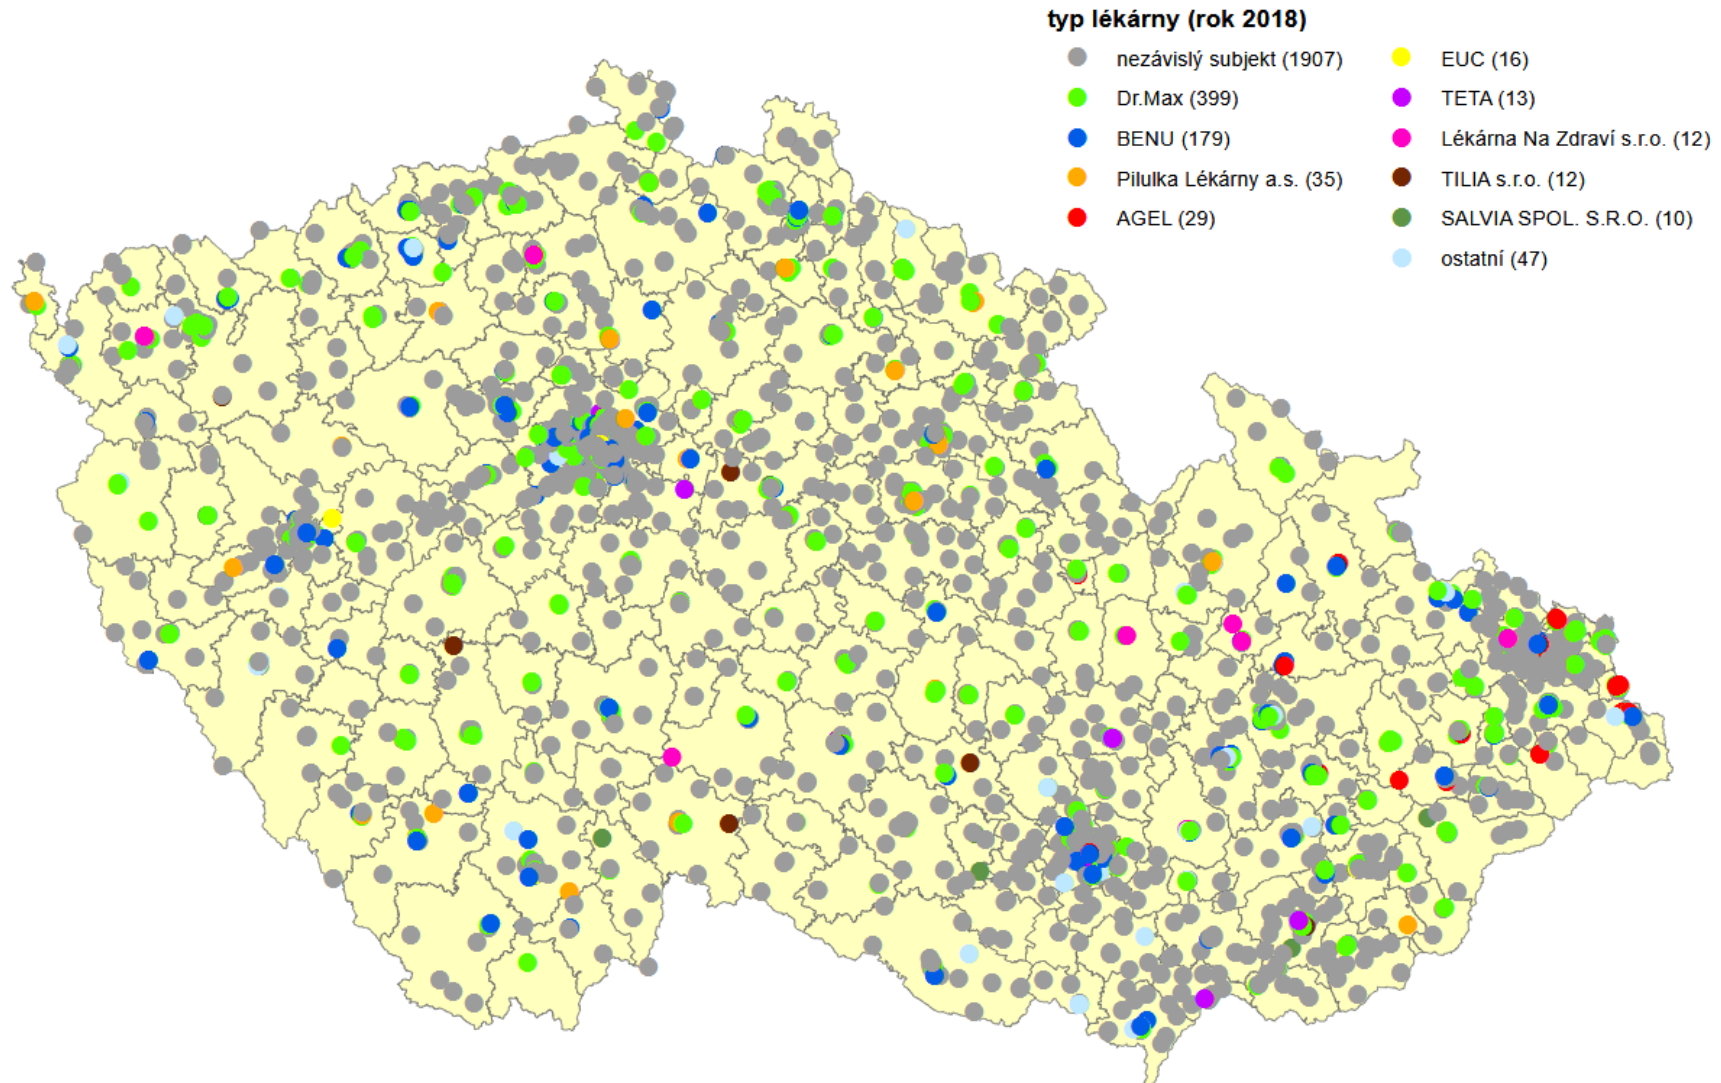 typ lékárny (rok 2018)
nezávislý subjekt (1907)
Dr.Max (399)
BENU (179)
Pilulka Lékárny a.s. (35)
AGEL (29)
EUC (16)
TETA (13)
Lékárna Na Zdraví s.r.o. (12)
TILIA s.r.o. (12)
SALVIA SPOL. S.R.O. (10)
ostatní (47)